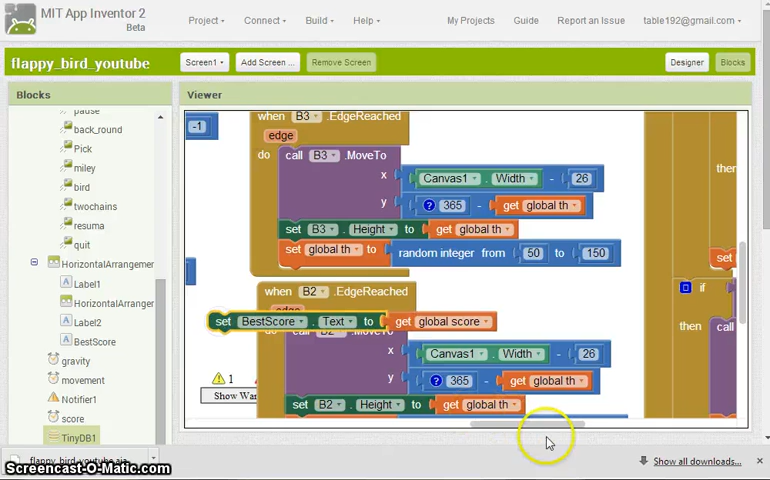 MIT App Inventor 2
Beta
Project
Connect
Build
Help
My Projects
Guide
Report an Issue
table192@gmail.com
flappy_bird_youtube
Screen1
Add Screen ...
Remove Screen
Designer
Blocks
Blocks
Viewer
pause
back_round
Pick
miley
bird
twochains
resuma
quit
HorizontalArrangemer
Label1
HorizontalArrang
Label2
BestScore
gravity
movement
Notifier1
score
TinyDB1
-1
when B3 .EdgeReached
edge
do call B3 .MoveTo
x Canvas1 . Width - 26
y 365 - get global th
set B3 . Height to get global th
set global th to random integer from 50 to 150
when B2 .EdgeReached
set BestScore . Text to get global score
x Canvas1 . Width - 26
y 365 - get global th
set B2 . Height to get global th
1
Show War
then
set
if
then call
Show all downloads...
Screencast-O-Matic.com